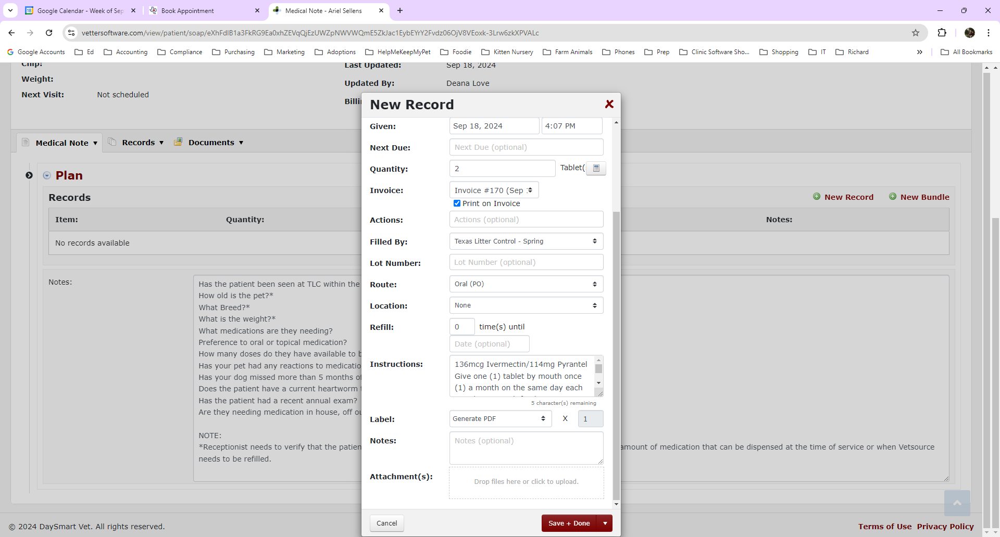 Google Calendar - Week of Sep
Book Appointment
Medical Note - Ariel Sellens
vettersoftware.com/view/patient/soap/eXhFdIB1a3FkRG9Ea0xhZEVqQjEzUWZpNWVWQmE5ZkJac1EybEYrY2Fvdz06OjV8VEoxk-3Lrw6zkXPVALc
Google Accounts
Ed
Accounting
Compliance
Purchasing
Marketing
Adoptions
HelpMeKeepMyPet
Foodie
Kitten Nursery
Farm Animals
Phones
Prep
Clinic Software Sho...
Shopping
IT
Richard
All Bookmarks
Chip:
Last Updated: Sep 18, 2024
Weight:
Updated By: Deana Love
Next Visit: Not scheduled
Medical Note
Records
Documents
Plan
Records
New Record
New Bundle
Item:
Quantity:
Notes:
No records available
Notes:
Has the patient been seen at TLC within the
How old is the pet?*
What Breed?*
What is the weight?*
What medications are they needing?
Preference to oral or topical medication?
How many doses do they have available to
Has your pet had any reactions to
Has your dog missed more than 5 months
Does the patient have a current heartworm
Has the patient had a recent annual exam?
Are they needing medication in house, off
NOTE:
*Receptionist needs to verify that the
amount of medication that can be dispensed at the time of service or when Vetsource
needs to be refilled.
New Record
Given: Sep 18, 2024 4:07 PM
Next Due: Next Due (optional)
Quantity: 2 Tablet(
Invoice: Invoice #170 (Sep
Print on Invoice
Actions: Actions (optional)
Filled By: Texas Litter Control - Spring
Lot Number: Lot Number (optional)
Route: Oral (PO)
Location: None
Refill: 0 time(s) until
Date (optional)
Instructions: 136mcg Ivermectin/114mg Pyrantel
Give one (1) tablet by mouth once
(1) a month on the same day each
5 character(s) remaining
Label: Generate PDF X 1
Notes: Notes (optional)
Attachment(s): Drop files here or click to upload.
Cancel
Save + Done
© 2024 DaySmart Vet. All rights reserved.
Terms of Use Privacy Policy